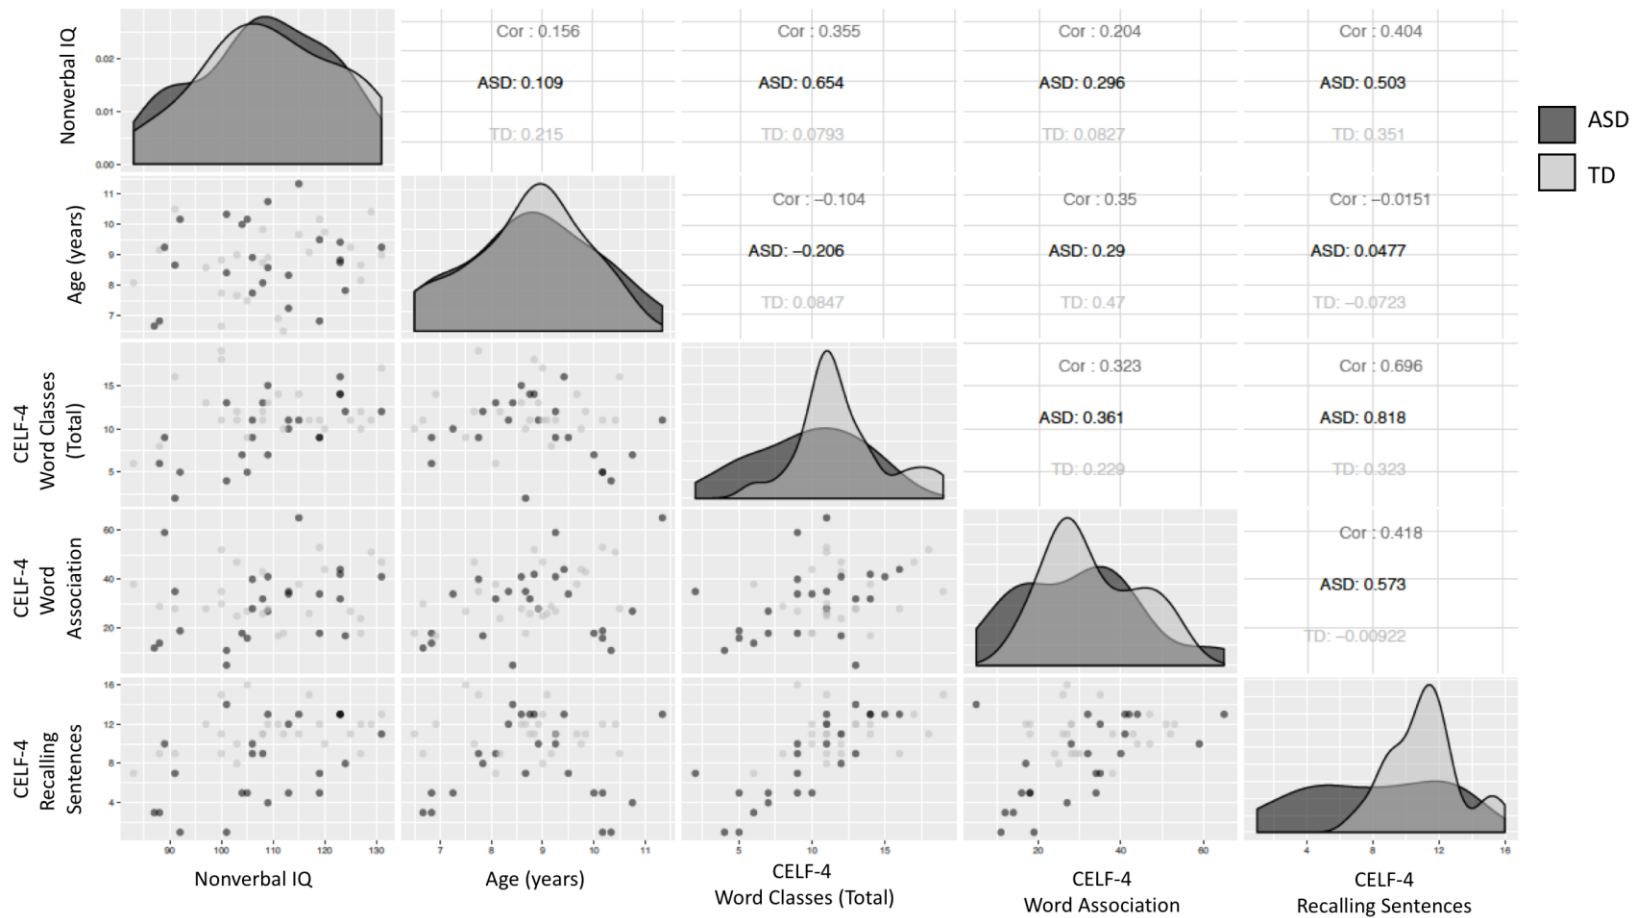 Nonverbal IQ
0.02
0.01
0.00
Cor : 0.156
ASD: 0.109
TD: 0.215
Cor : 0.355
ASD: 0.654
TD: 0.0793
Cor : 0.204
ASD: 0.296
TD: 0.0827
Cor : 0.404
ASD: 0.503
TD: 0.351
ASD
TD
Age (years)
11
10
9
8
7
Cor : –0.104
ASD: –0.206
TD: 0.0847
Cor : 0.35
ASD: 0.29
TD: 0.47
Cor : –0.0151
ASD: 0.0477
TD: –0.0723
CELF-4
Word Classes
(Total)
15
10
5
Cor : 0.323
ASD: 0.361
TD: 0.229
Cor : 0.696
ASD: 0.818
TD: 0.323
CELF-4
Word
Association
60
40
20
Cor : 0.418
ASD: 0.573
TD: –0.00922
CELF-4
Recalling
Sentences
16
12
8
4
90 100 110 120 130
7 8 9 10 11
5 10 15
20 40 60
4 8 12 16
Nonverbal IQ
Age (years)
CELF-4
Word Classes (Total)
CELF-4
Word Association
CELF-4
Recalling Sentences